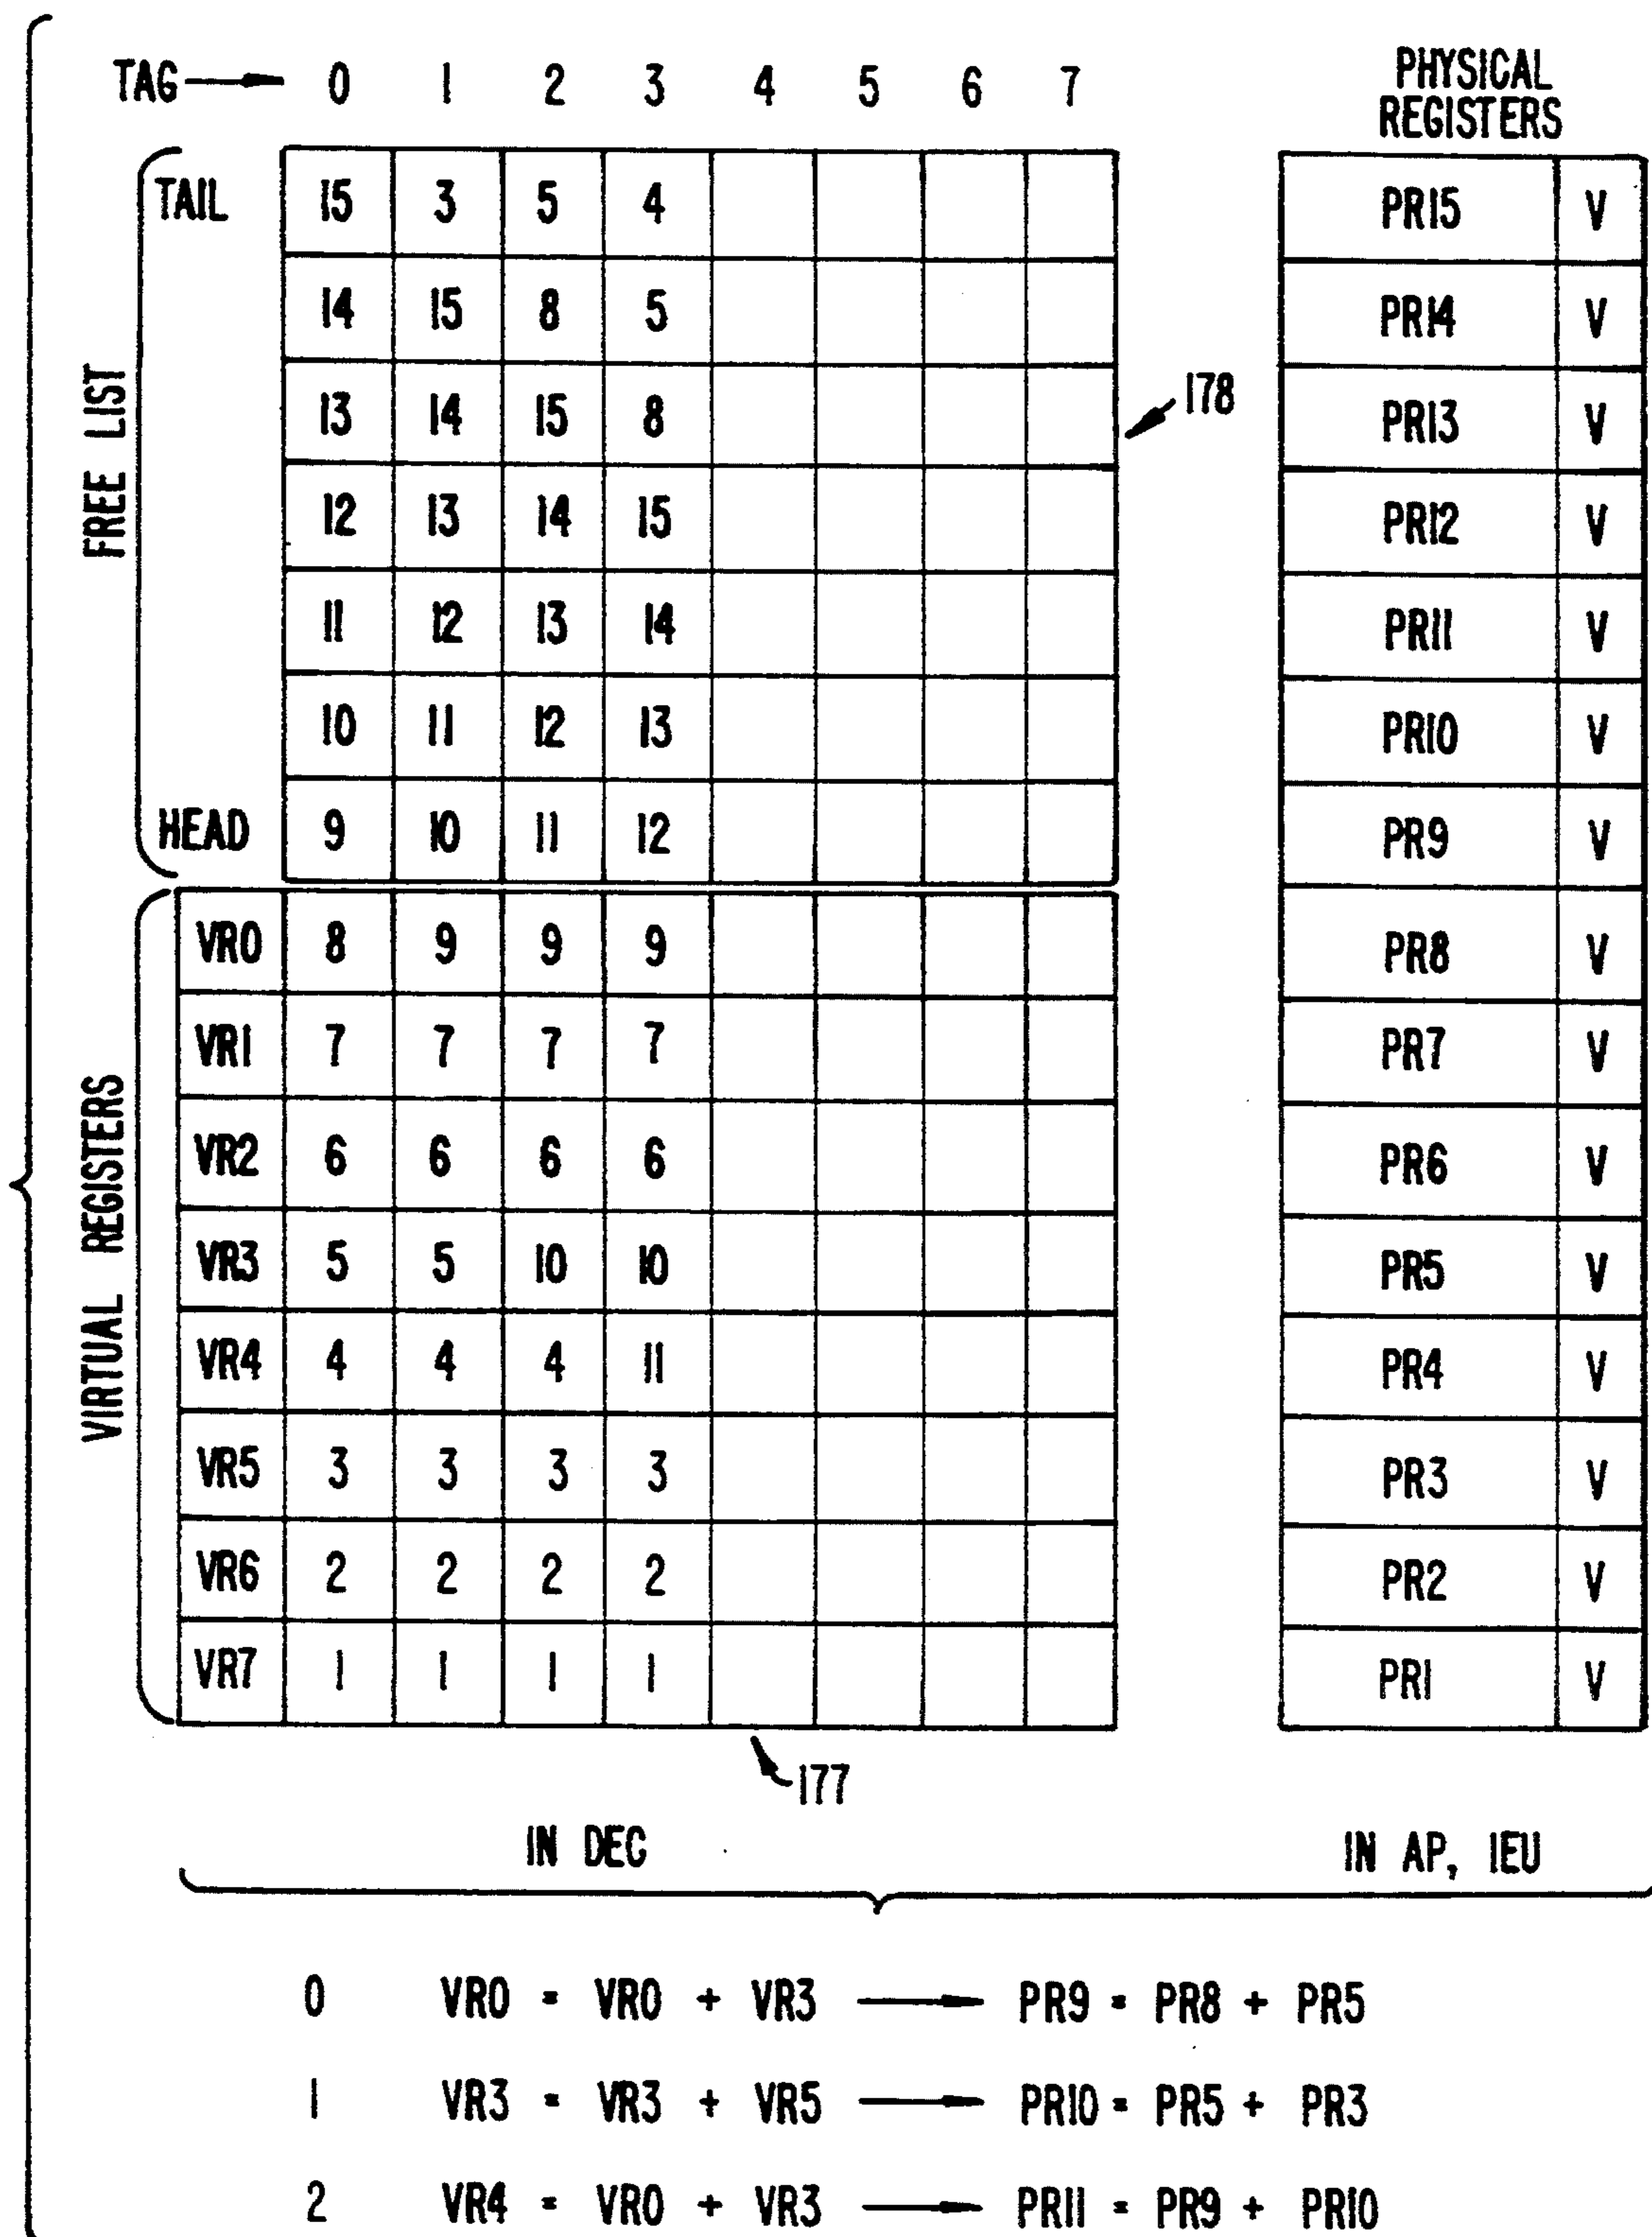 TAG 0 1 2 3 4 5 6 7
PHYSICAL
REGISTERS
FREE LIST
TAIL 15 3 5 4 PR15 V
14 15 8 5 PR14 V
13 14 15 8 178 PR13 V
12 13 14 15 PR12 V
11 12 13 14 PR11 V
10 11 12 13 PR10 V
HEAD 9 10 11 12 PR9 V
VIRTUAL REGISTERS
VR0 8 9 9 9 PR8 V
VR1 7 7 7 7 PR7 V
VR2 6 6 6 6 PR6 V
VR3 5 5 10 10 PR5 V
VR4 4 4 4 11 PR4 V
VR5 3 3 3 3 PR3 V
VR6 2 2 2 2 PR2 V
VR7 1 1 1 1 PR1 V
177
IN DEC IN AP, IEU
0 VR0 = VR0 + VR3 PR9 = PR8 + PR5
1 VR3 = VR3 + VR5 PR10 = PR5 + PR3
2 VR4 = VR0 + VR3 PR11 = PR9 + PR10